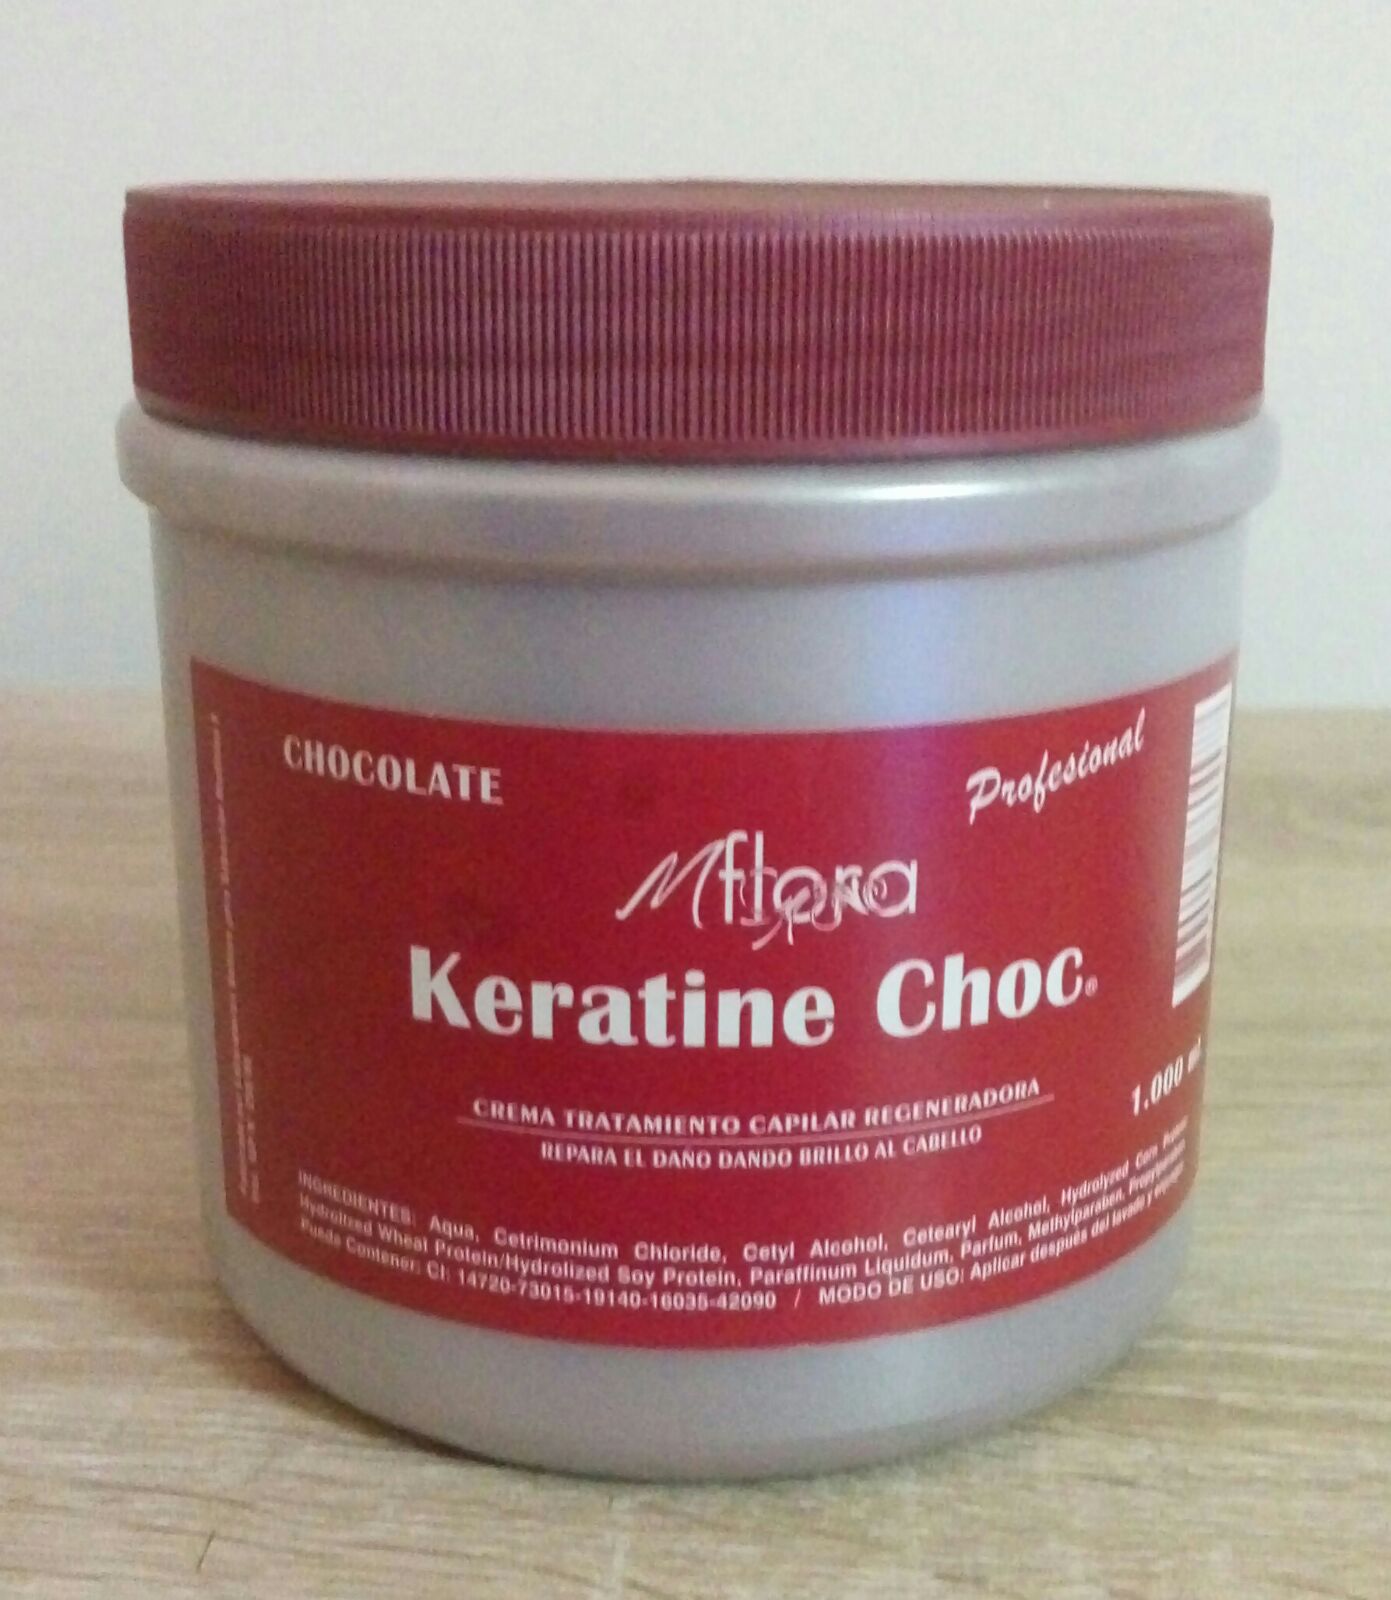 CHOCOLATE
Profesional
Mflora
Keratine Choc®
1.000 ml
CREMA TRATAMIENTO CAPILAR REGENERADORA
REPARA EL DAÑO DANDO BRILLO AL CABELLO
INGREDIENTES: Aqua, Cetrimonium Chloride, Cetyl Alcohol, Cetearyl Alcohol, Hydrolyzed Corn Protein
Hydrolized Wheat Protein/Hydrolized Soy Protein, Paraffinum Liquidum, Parfum, Methylparaben, Propylparaben
Puede Contener: CI: 14720-73015-19140-16035-42090 / MODO DE USO: Aplicar después del lavado y